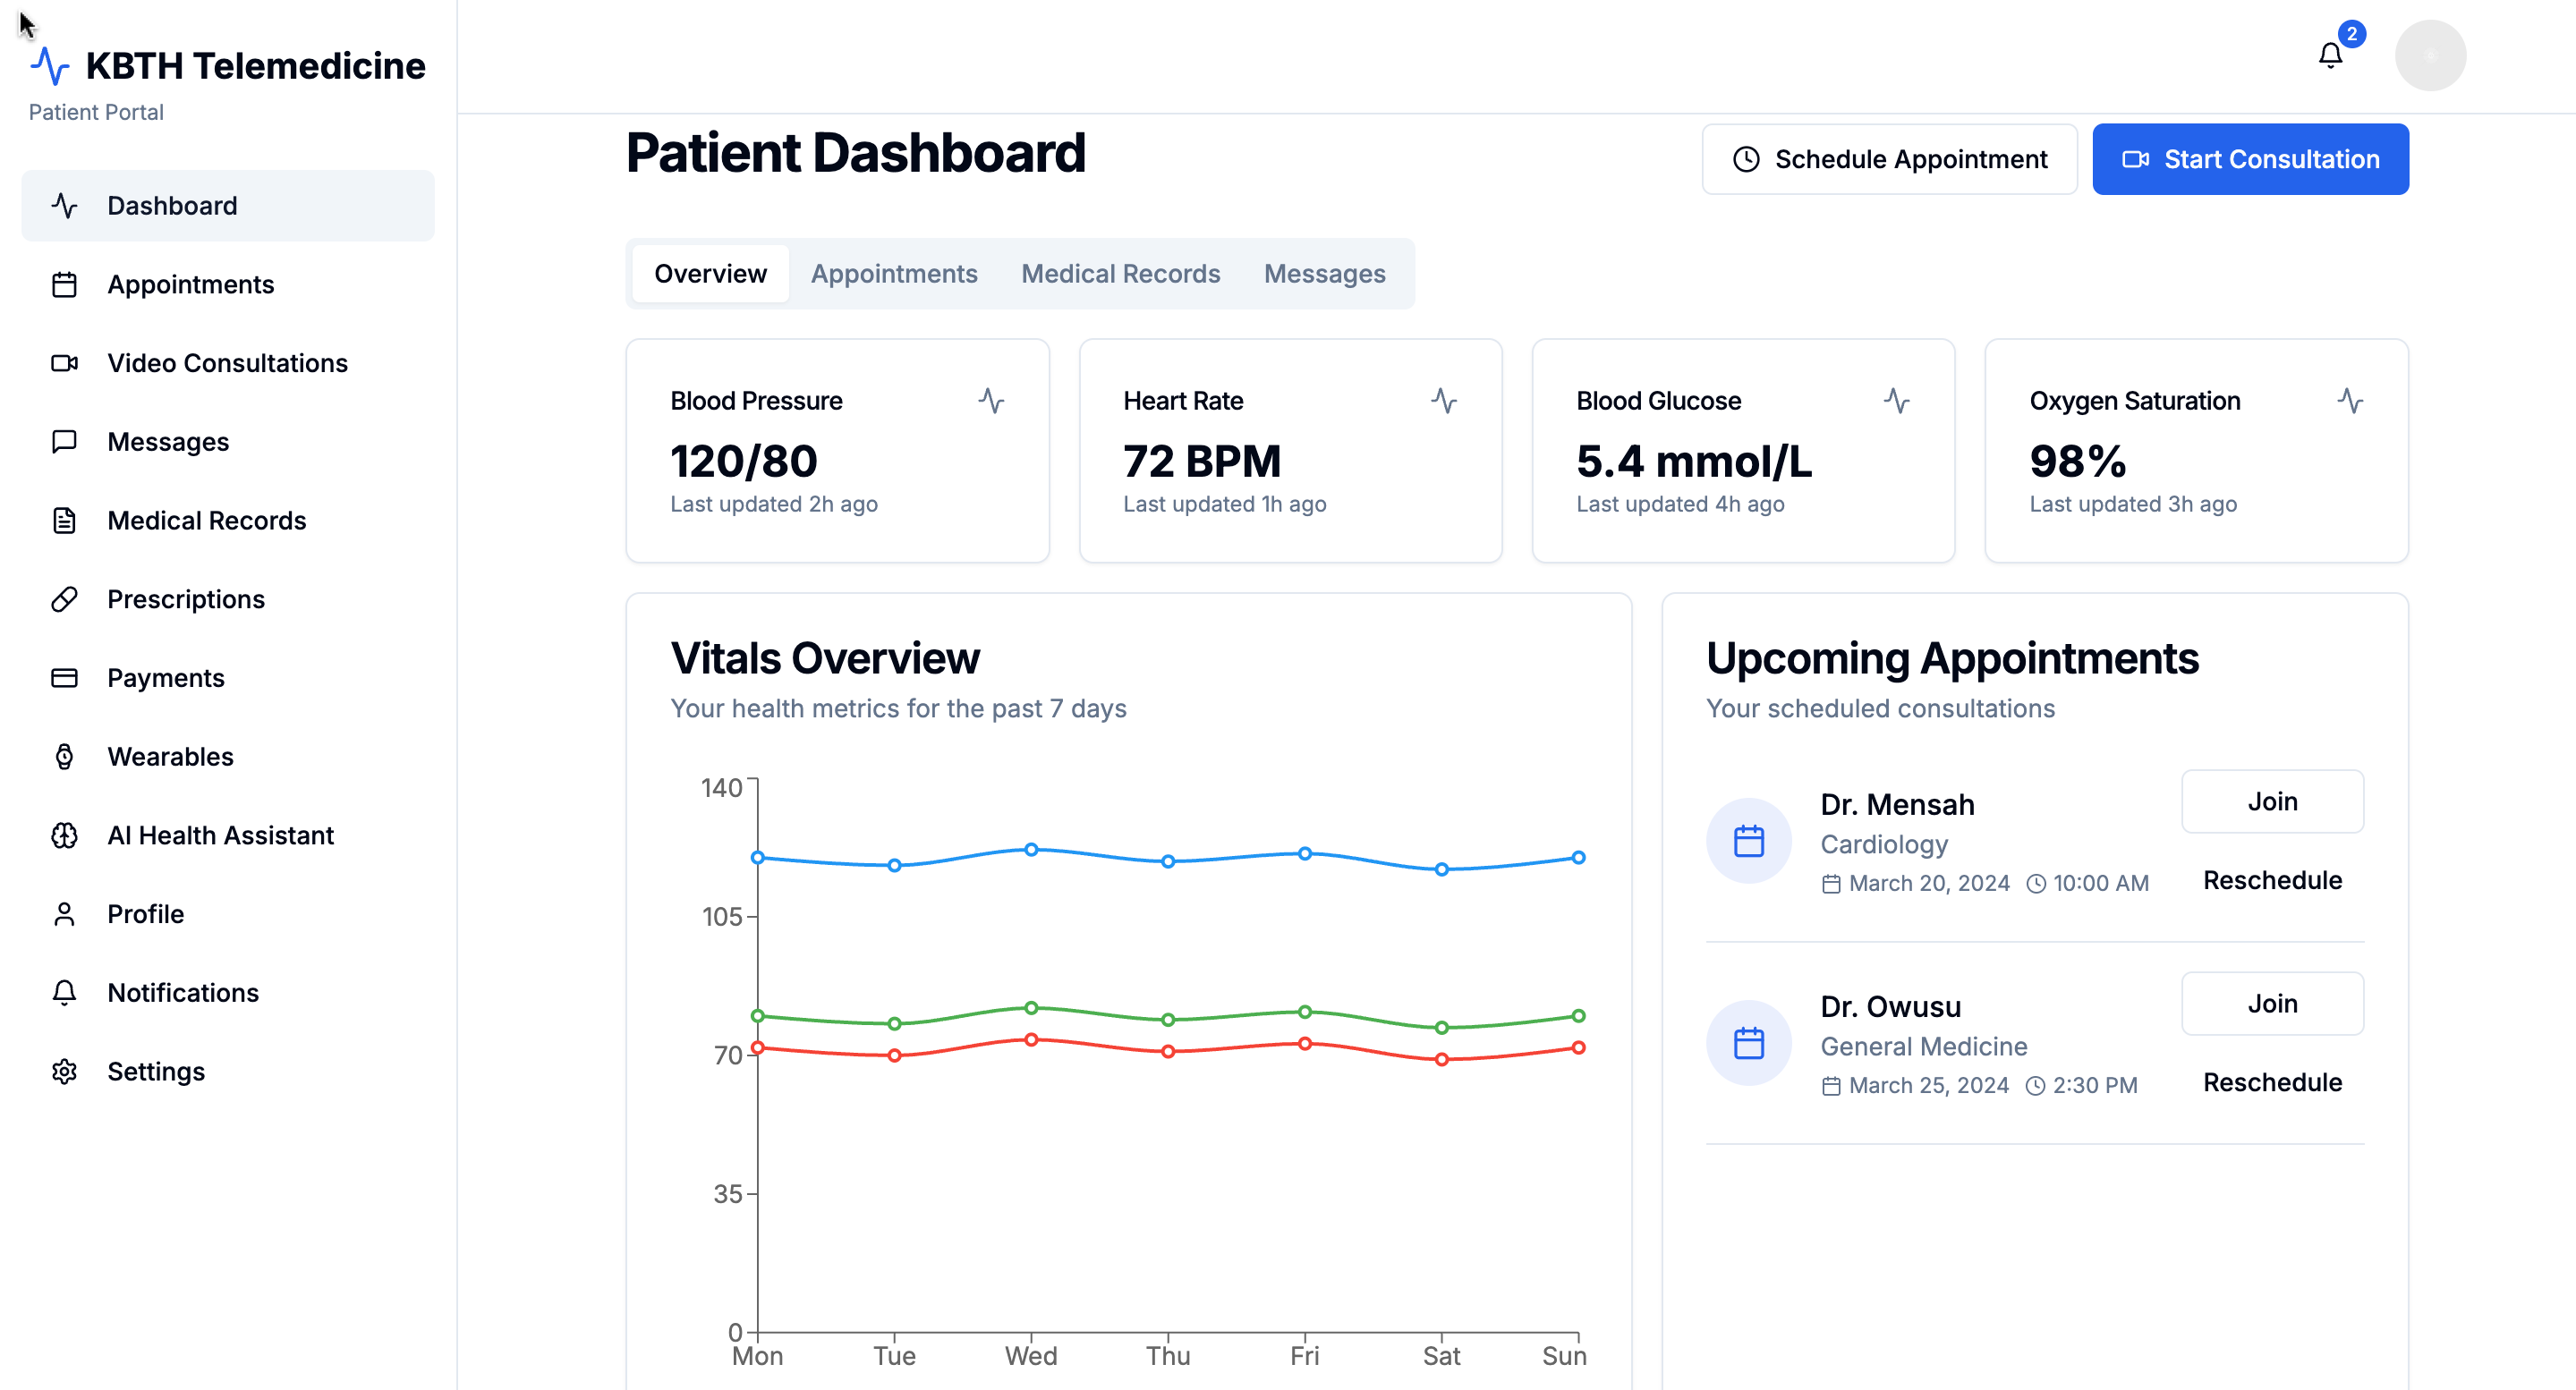 KBTH Telemedicine
Patient Portal
Dashboard
Appointments
Video Consultations
Messages
Medical Records
Prescriptions
Payments
Wearables
AI Health Assistant
Profile
Notifications
Settings
2
Patient Dashboard
Schedule Appointment
Start Consultation
Overview Appointments Medical Records Messages
Blood Pressure
120/80
Last updated 2h ago
Heart Rate
72 BPM
Last updated 1h ago
Blood Glucose
5.4 mmol/L
Last updated 4h ago
Oxygen Saturation
98%
Last updated 3h ago
Vitals Overview
Your health metrics for the past 7 days
140
105
70
35
0
Mon Tue Wed Thu Fri Sat Sun
Upcoming Appointments
Your scheduled consultations
Dr. Mensah
Cardiology
March 20, 2024 10:00 AM
Join
Reschedule
Dr. Owusu
General Medicine
March 25, 2024 2:30 PM
Join
Reschedule